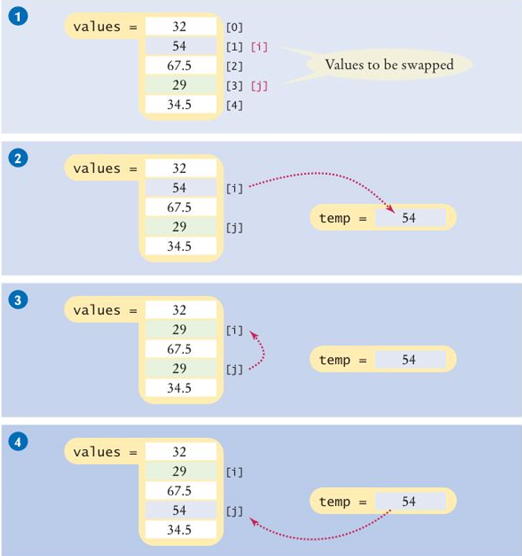 1
values = 32 [0]
54 [1] [i]
67.5 [2]
29 [3] [j]
34.5 [4]
Values to be swapped
2
values = 32
54 [i]
67.5
29 [j]
34.5
temp = 54
3
values = 32
29 [i]
67.5
29 [j]
34.5
temp = 54
4
values = 32
29 [i]
67.5
54 [j]
34.5
temp = 54